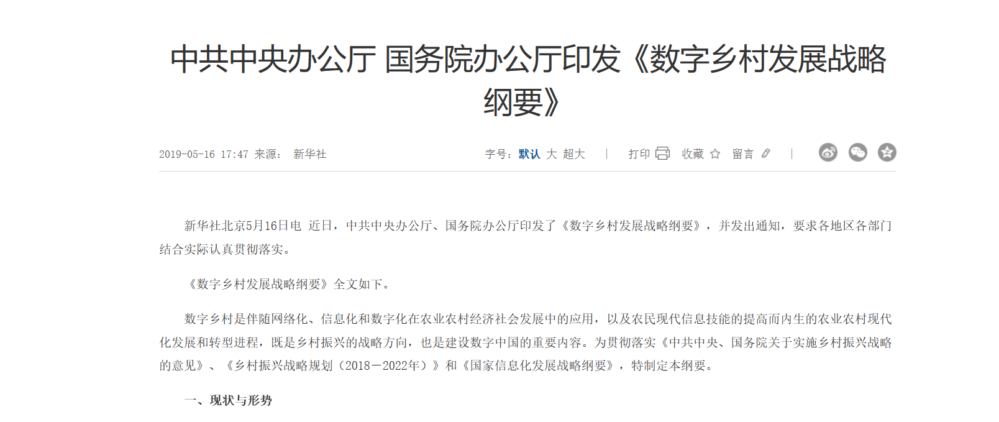 中共中央办公厅 国务院办公厅印发《数字乡村发展战略
纲要》
2019-05-16 17:47 来源： 新华社
字号：默认 大 超大 | 打印 收藏 留言 |
新华社北京5月16日电 近日，中共中央办公厅、国务院办公厅印发了《数字乡村发展战略纲要》，并发出通知，要求各地区各部门
结合实际认真贯彻落实。
《数字乡村发展战略纲要》全文如下。
数字乡村是伴随网络化、信息化和数字化在农业农村经济社会发展中的应用，以及农民现代信息技能的提高而内生的农业农村现代
化发展和转型进程，既是乡村振兴的战略方向，也是建设数字中国的重要内容。为贯彻落实《中共中央、国务院关于实施乡村振兴战略
的意见》、《乡村振兴战略规划（2018－2022年）》和《国家信息化发展战略纲要》，特制定本纲要。
一、现状与形势